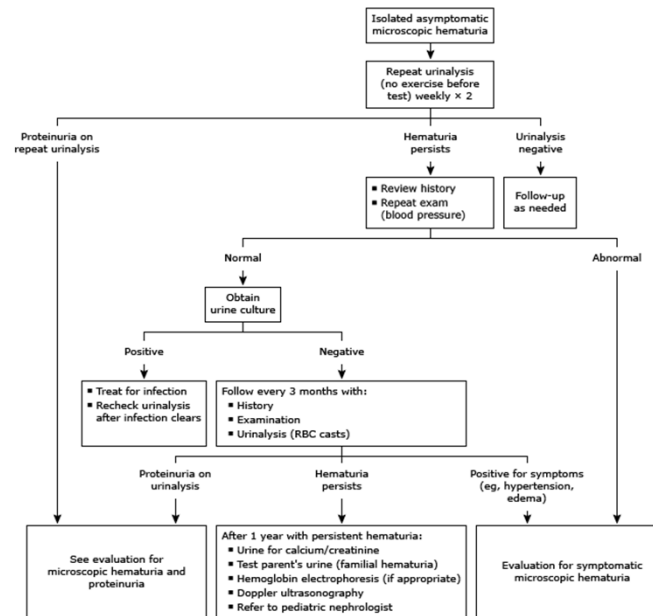 Isolated asymptomatic
microscopic hematuria
Repeat urinalysis
(no exercise before
test) weekly × 2
Proteinuria on
repeat urinalysis
Hematuria
persists
Urinalysis
negative
▪ Review history
▪ Repeat exam
(blood pressure)
Follow-up
as needed
Normal
Abnormal
Obtain
urine culture
Positive
Negative
▪ Treat for infection
▪ Recheck urinalysis
after infection clears
Follow every 3 months with:
▪ History
▪ Examination
▪ Urinalysis (RBC casts)
Proteinuria on
urinalysis
Hematuria
persists
Positive for symptoms
(eg, hypertension,
edema)
See evaluation for
microscopic hematuria and
proteinuria
After 1 year with persistent hematuria:
▪ Urine for calcium/creatinine
▪ Test parent's urine (familial hematuria)
▪ Hemoglobin electrophoresis (if appropriate)
▪ Doppler ultrasonography
▪ Refer to pediatric nephrologist
Evaluation for symptomatic
microscopic hematuria